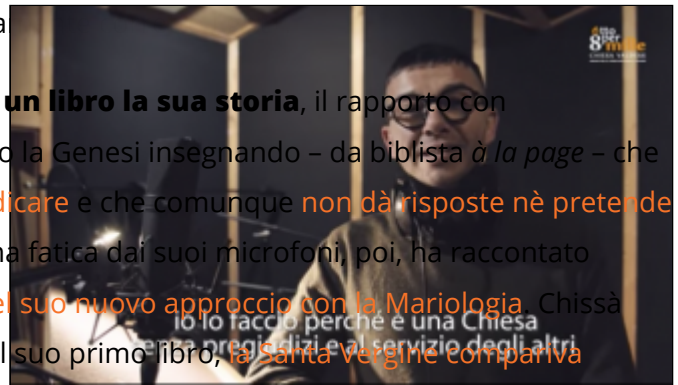 a
otto
per
8 mille
CHIESA VALDESE
un libro la sua storia, il rapporto con
o la Genesi insegnando – da biblista à la page – che
dicare e che comunque non dà risposte nè pretende
na fatica dai suoi microfoni, poi, ha raccontato
el suo nuovo approccio con la Mariologia. Chissà
io lo faccio perché è una Chiesa
l suo primo libro, la Santa Vergine compariva
senza pregiudizi e al servizio degli altri